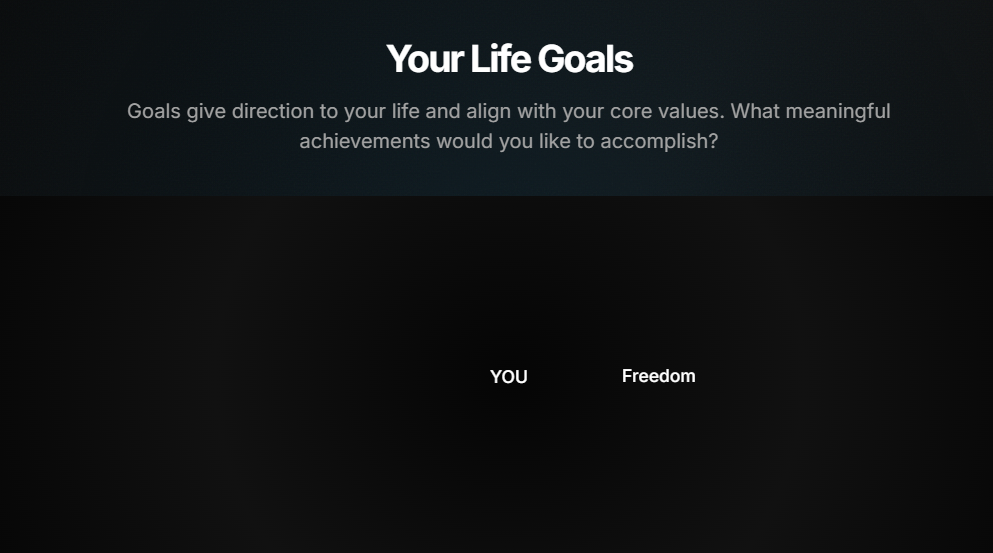 Your Life Goals
Goals give direction to your life and align with your core values. What meaningful
achievements would you like to accomplish?
YOU
Freedom